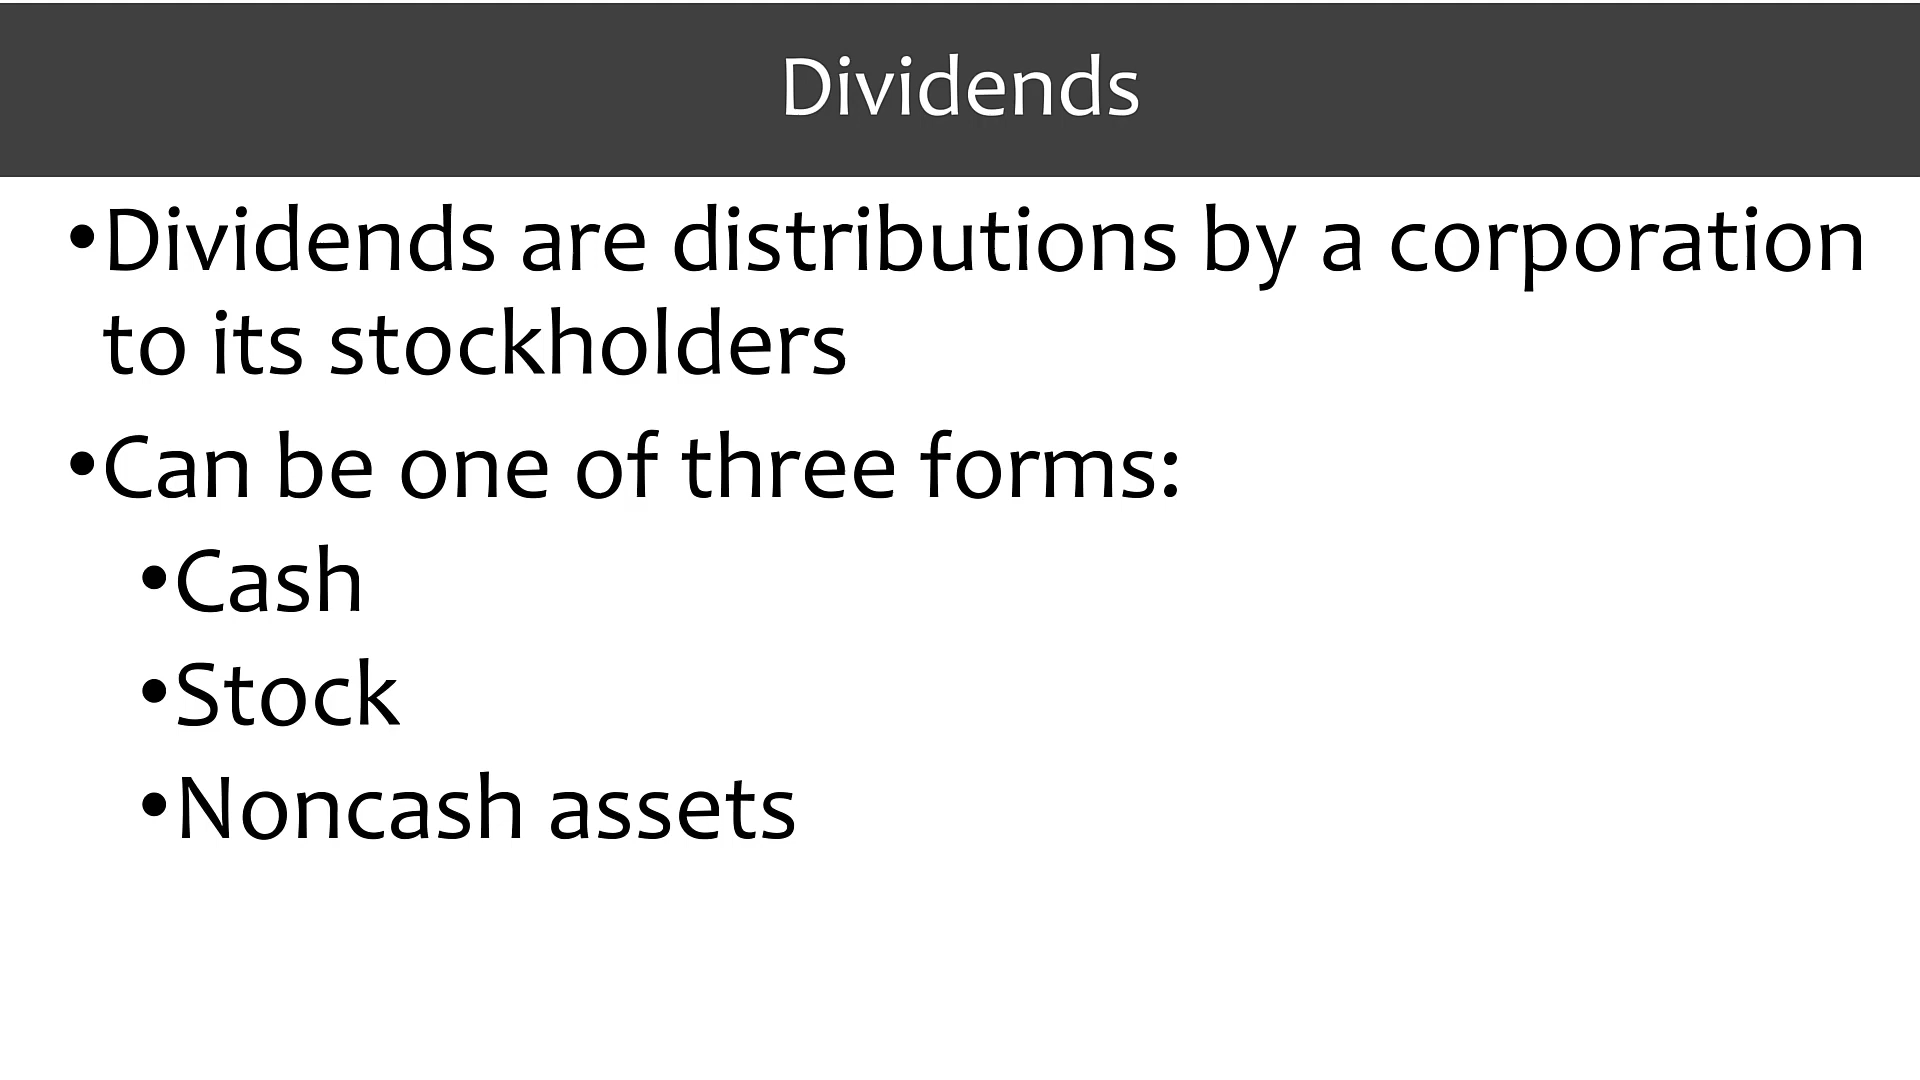 Dividends
•Dividends are distributions by a corporation
to its stockholders
•Can be one of three forms:
•Cash
•Stock
•Noncash assets